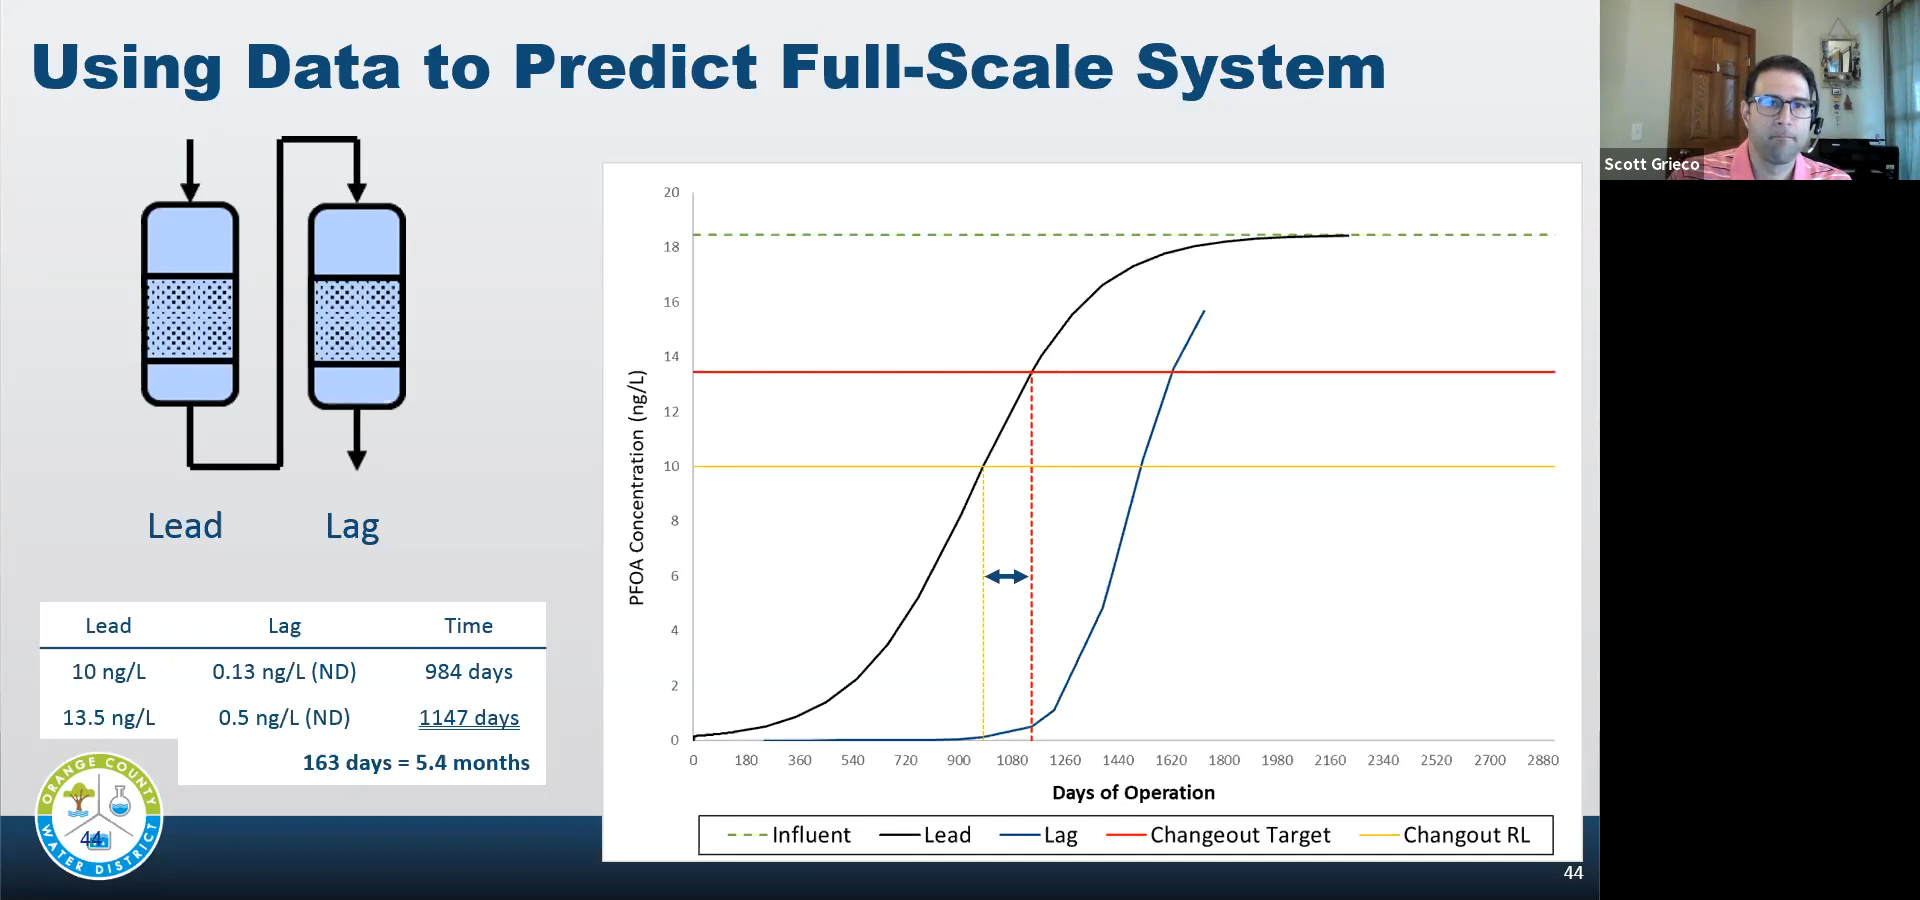 Using Data to Predict Full-Scale System
Scott Grieco
Lead Lag
Lead Lag Time
10 ng/L 0.13 ng/L (ND) 984 days
13.5 ng/L 0.5 ng/L (ND) 1147 days
163 days = 5.4 months
ORANGE COUNTY
WATER DISTRICT
44
PFOA Concentration (ng/L)
20
18
16
14
12
10
8
6
4
2
0
0 180 360 540 720 900 1080 1260 1440 1620 1800 1980 2160 2340 2520 2700 2880
Days of Operation
Influent Lead Lag Changeout Target Changout RL
44